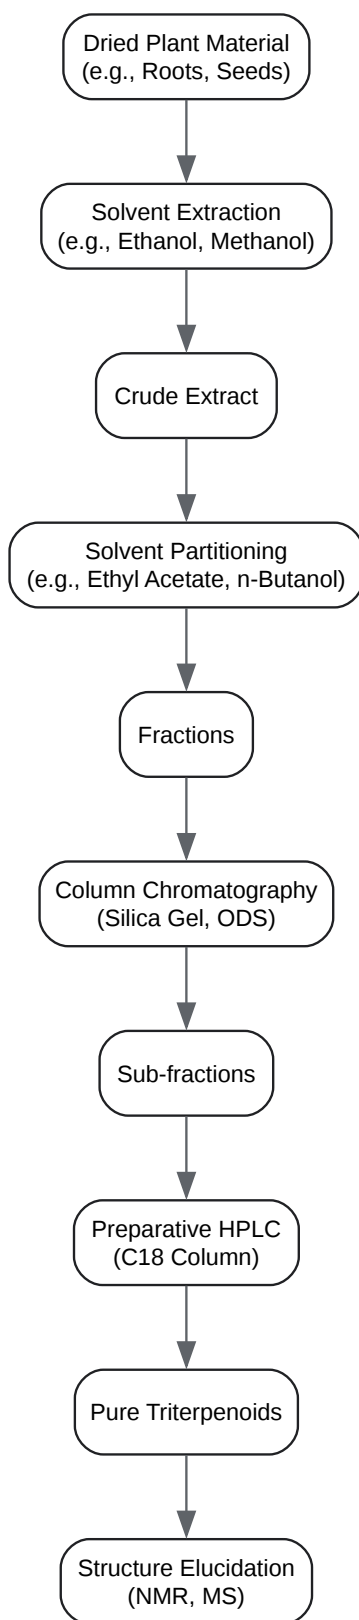 Dried Plant Material
(e.g., Roots, Seeds)
Solvent Extraction
(e.g., Ethanol, Methanol)
Crude Extract
Solvent Partitioning
(e.g., Ethyl Acetate, n-Butanol)
Fractions
Column Chromatography
(Silica Gel, ODS)
Sub-fractions
Preparative HPLC
(C18 Column)
Pure Triterpenoids
Structure Elucidation
(NMR, MS)